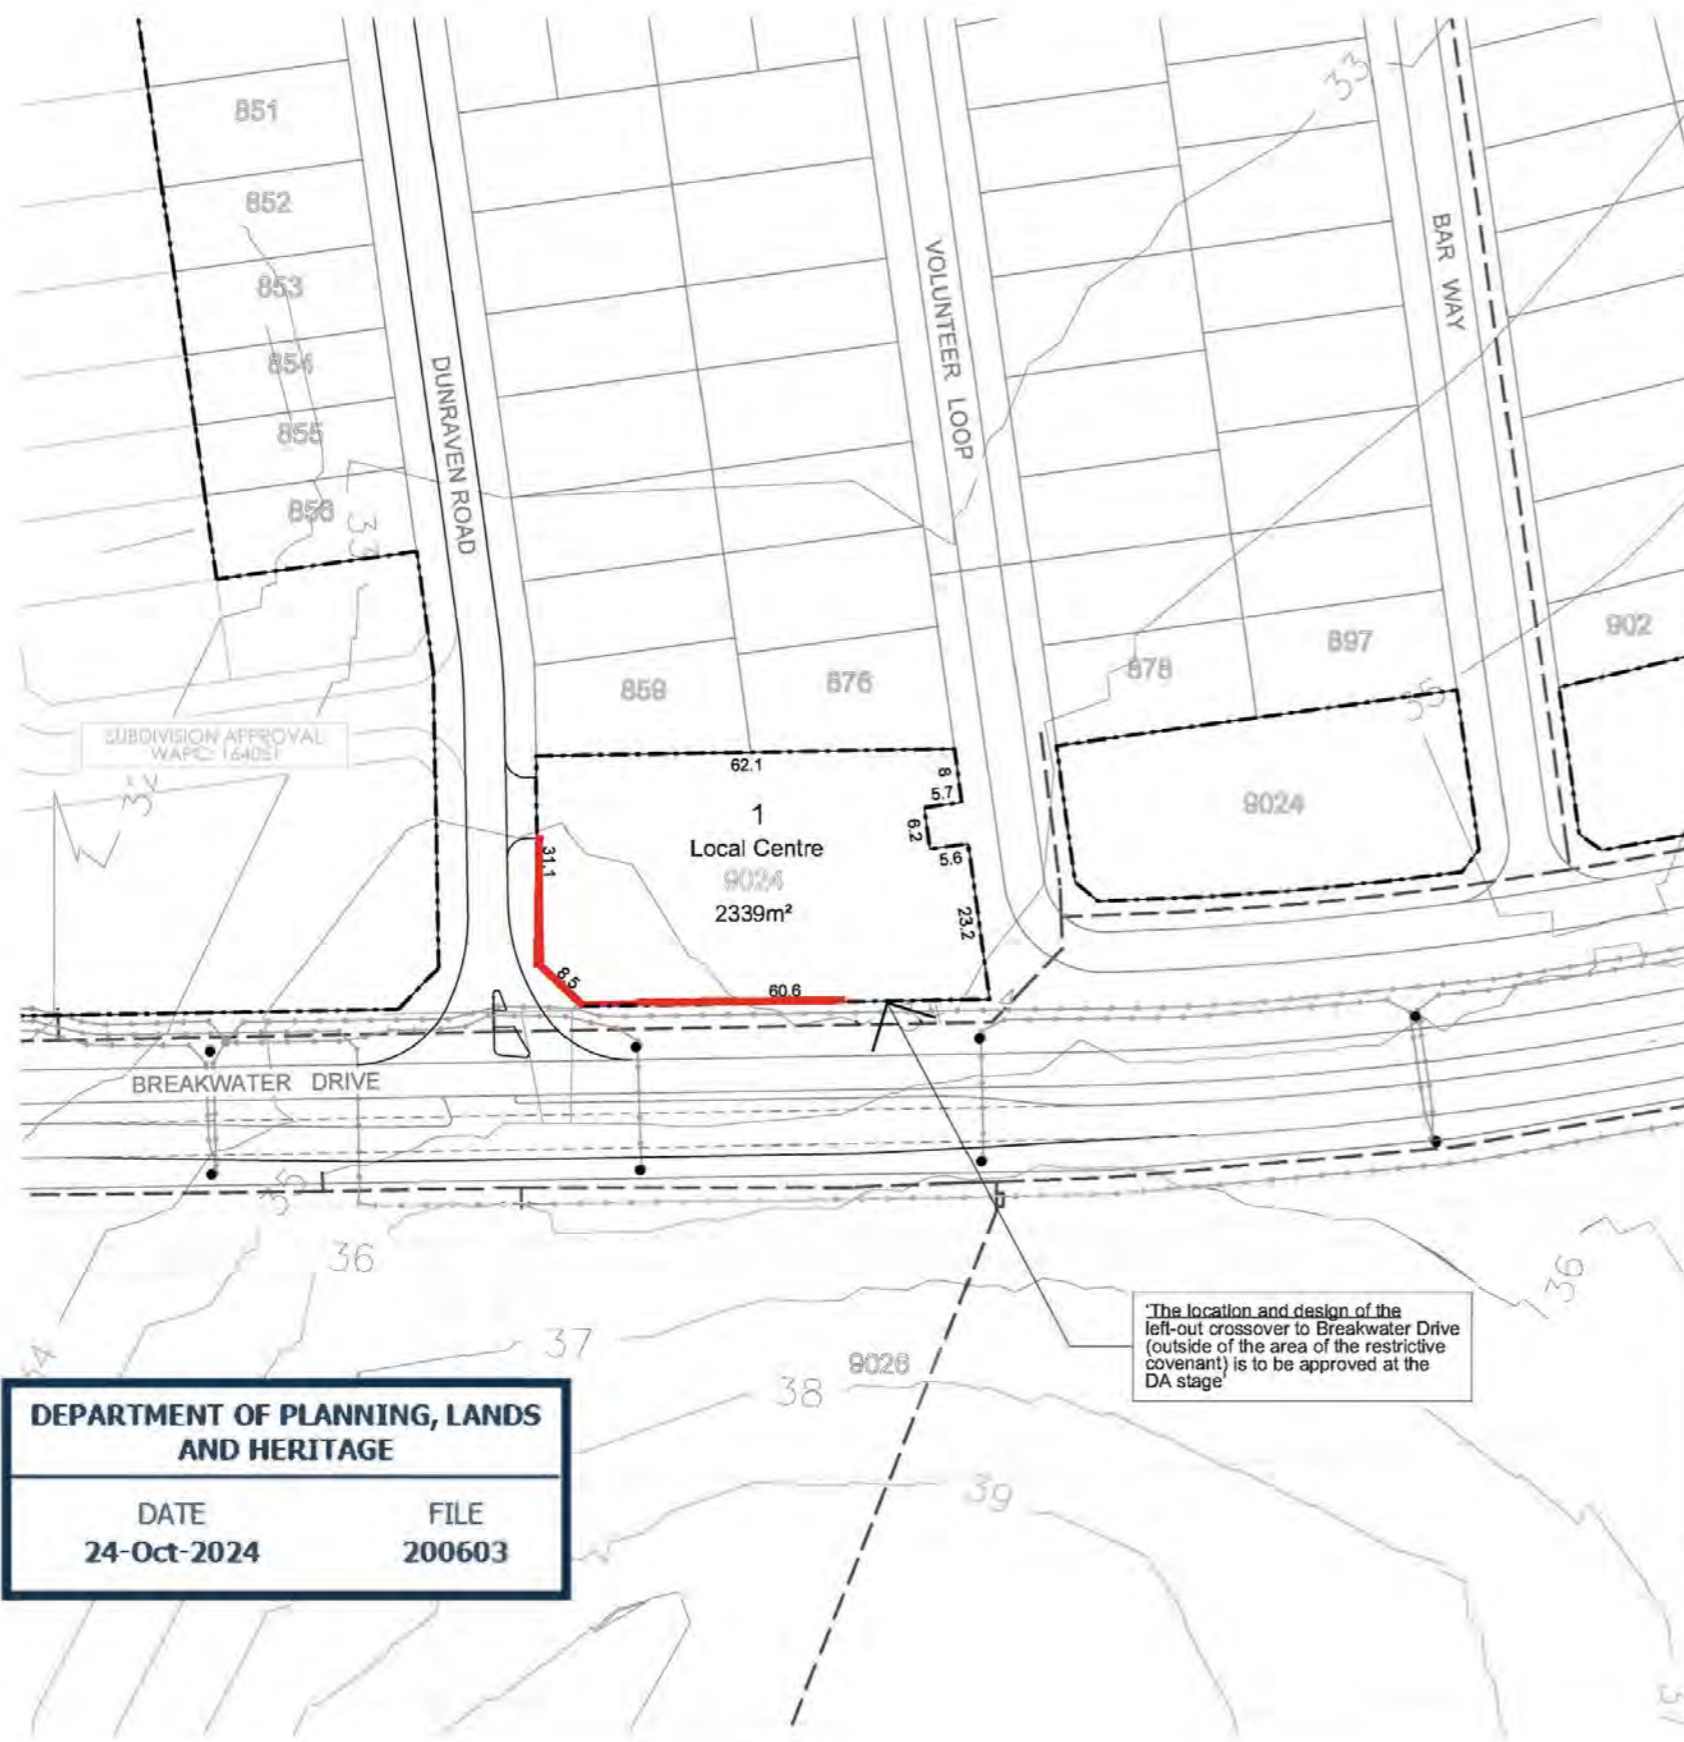 33
851
852
BAR WAY
853
VOLUNTEER LOOP
854
DUNRAVEN ROAD
855
856
33
902
897
878
859
876
35
SUBDIVISION APPROVAL
62.1
8
5.7
6.2
5.6
1
Local Centre
9024
2339m²
9024
31.1
23.2
8.5
60.6
BREAKWATER DRIVE
35
36
36
37
'The location and design of the
left-out crossover to Breakwater Drive
(outside of the area of the restrictive
covenant) is to be approved at the
DA stage'
9026
38
39
DEPARTMENT OF PLANNING, LANDS
AND HERITAGE
DATE
FILE
24-Oct-2024
200603